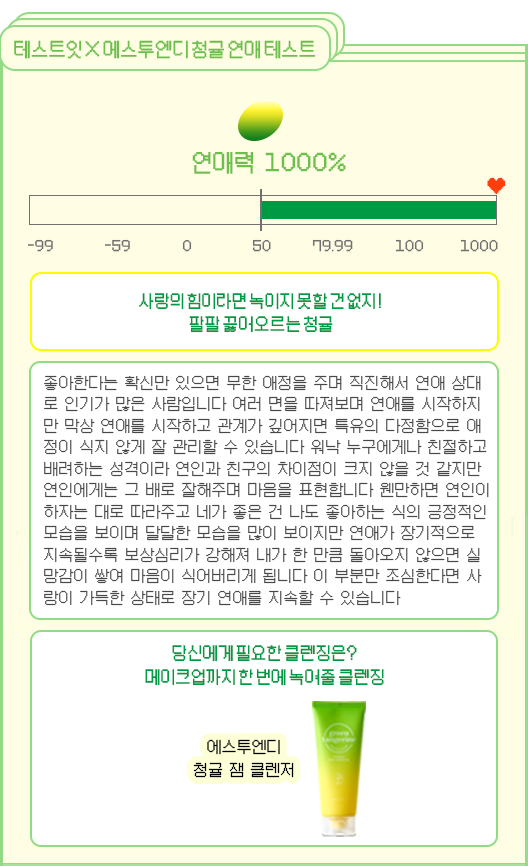 테스트잇X에스투엔디 청귤 연애 테스트
연애력 1000%
-99 -59 0 50 79.99 100 1000
사랑의 힘이라면 녹이지 못할 건 없지!
팔팔 끓어오르는 청귤
좋아한다는 확신만 있으면 무한 애정을 주며 직진해서 연애 상대
로 인기가 많은 사람입니다 여러 면을 따져보며 연애를 시작하지
만 막상 연애를 시작하고 관계가 깊어지면 특유의 다정함으로 애
정이 식지 않게 잘 관리할 수 있습니다 워낙 누구에게나 친절하고
배려하는 성격이라 연인과 친구의 차이점이 크지 않을 것 같지만
연인에게는 그 배로 잘해주며 마음을 표현합니다 웬만하면 연인이
하자는 대로 따라주고 네가 좋은 건 나도 좋아하는 식의 긍정적인
모습을 보이며 달달한 모습을 많이 보이지만 연애가 장기적으로
지속될수록 보상심리가 강해져 내가 한 만큼 돌아오지 않으면 실
망감이 쌓여 마음이 식어버리게 됩니다 이 부분만 조심한다면 사
랑이 가득한 상태로 장기 연애를 지속할 수 있습니다
당신에게 필요한 클렌징은?
메이크업까지 한 번에 녹여줄 클렌징
에스투엔디
청귤 잼 클렌저
green
tangerine